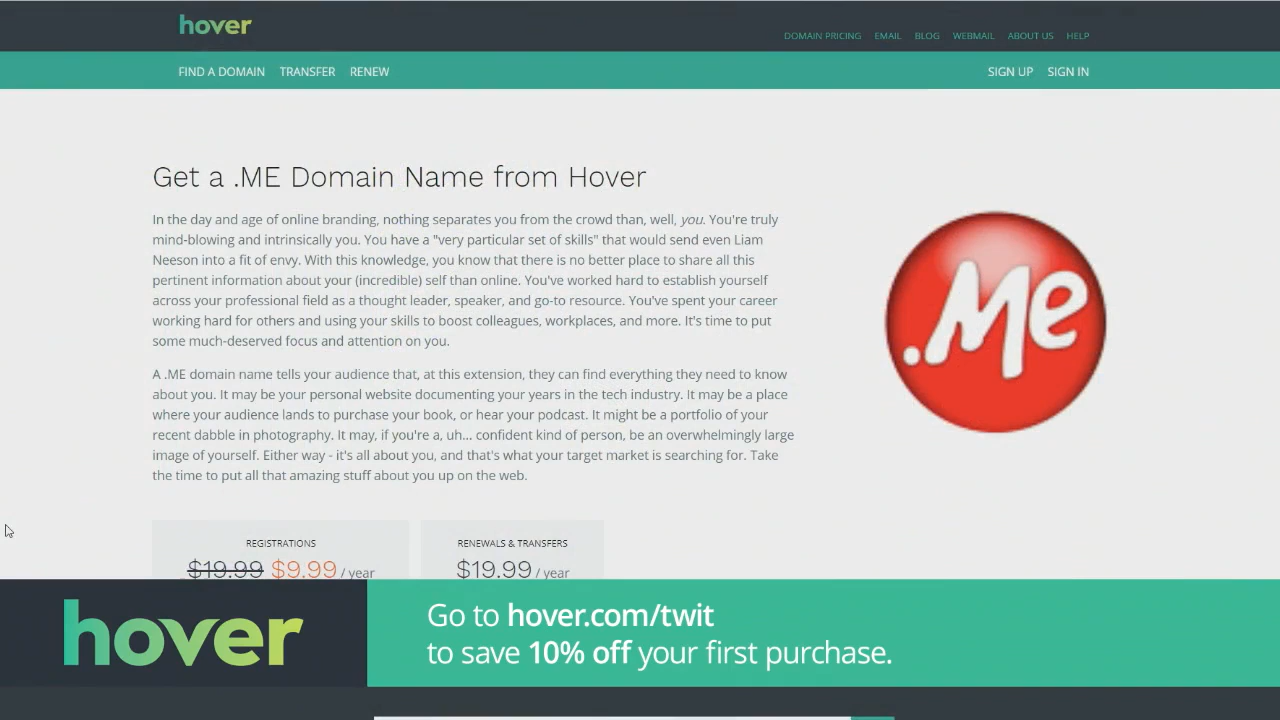 hover
DOMAIN PRICING EMAIL BLOG WEBMAIL ABOUT US HELP
FIND A DOMAIN TRANSFER RENEW SIGN UP SIGN IN
Get a .ME Domain Name from Hover
In the day and age of online branding, nothing separates you from the crowd than, well, you. You're truly
mind-blowing and intrinsically you. You have a "very particular set of skills" that would send even Liam
Neeson into a fit of envy. With this knowledge, you know that there is no better place to share all this
pertinent information about your (incredible) self than online. You've worked hard to establish yourself
across your professional field as a thought leader, speaker, and go-to resource. You've spent your career
working hard for others and using your skills to boost colleagues, workplaces, and more. It's time to put
some much-deserved focus and attention on you.
A .ME domain name tells your audience that, at this extension, they can find everything they need to know
about you. It may be your personal website documenting your years in the tech industry. It may be a place
where your audience lands to purchase your book, or hear your podcast. It might be a portfolio of your
recent dabble in photography. It may, if you're a, uh... confident kind of person, be an overwhelmingly large
image of yourself. Either way - it's all about you, and that's what your target market is searching for. Take
the time to put all that amazing stuff about you up on the web.
.Me
REGISTRATIONS
$19.99 $9.99 / year
RENEWALS & TRANSFERS
$19.99 / year
hover
Go to hover.com/twit
to save 10% off your first purchase.